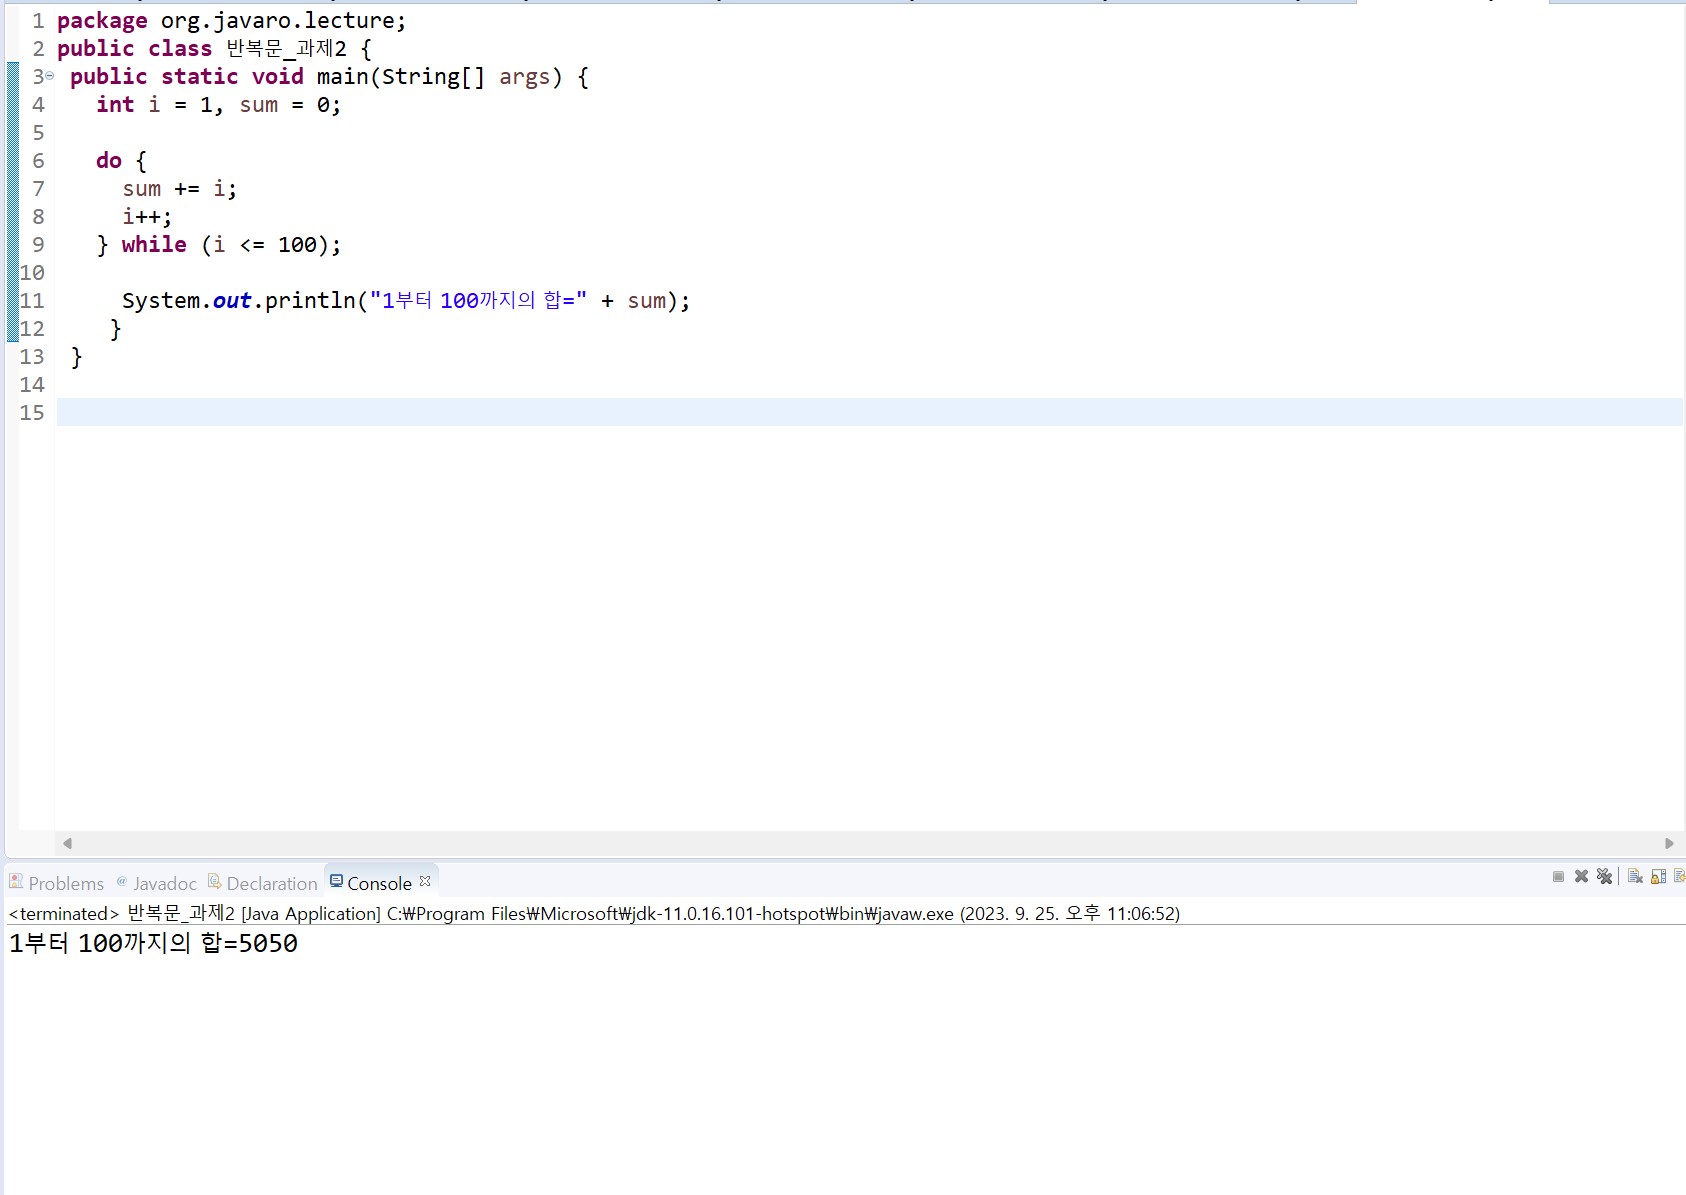 1 package org.javaro.lecture;
2 public class 반복문_과제2 {
3 public static void main(String[] args) {
4 int i = 1, sum = 0;
5
6 do {
7 sum += i;
8 i++;
9 } while (i <= 100);
10
11 System.out.println("1부터 100까지의 합=" + sum);
12 }
13 }
14
15
Problems Javadoc Declaration Console
<terminated> 반복문_과제2 [Java Application] C:₩Program Files₩Microsoft₩jdk-11.0.16.101-hotspot₩bin₩javaw.exe (2023. 9. 25. 오후 11:06:52)
1부터 100까지의 합=5050